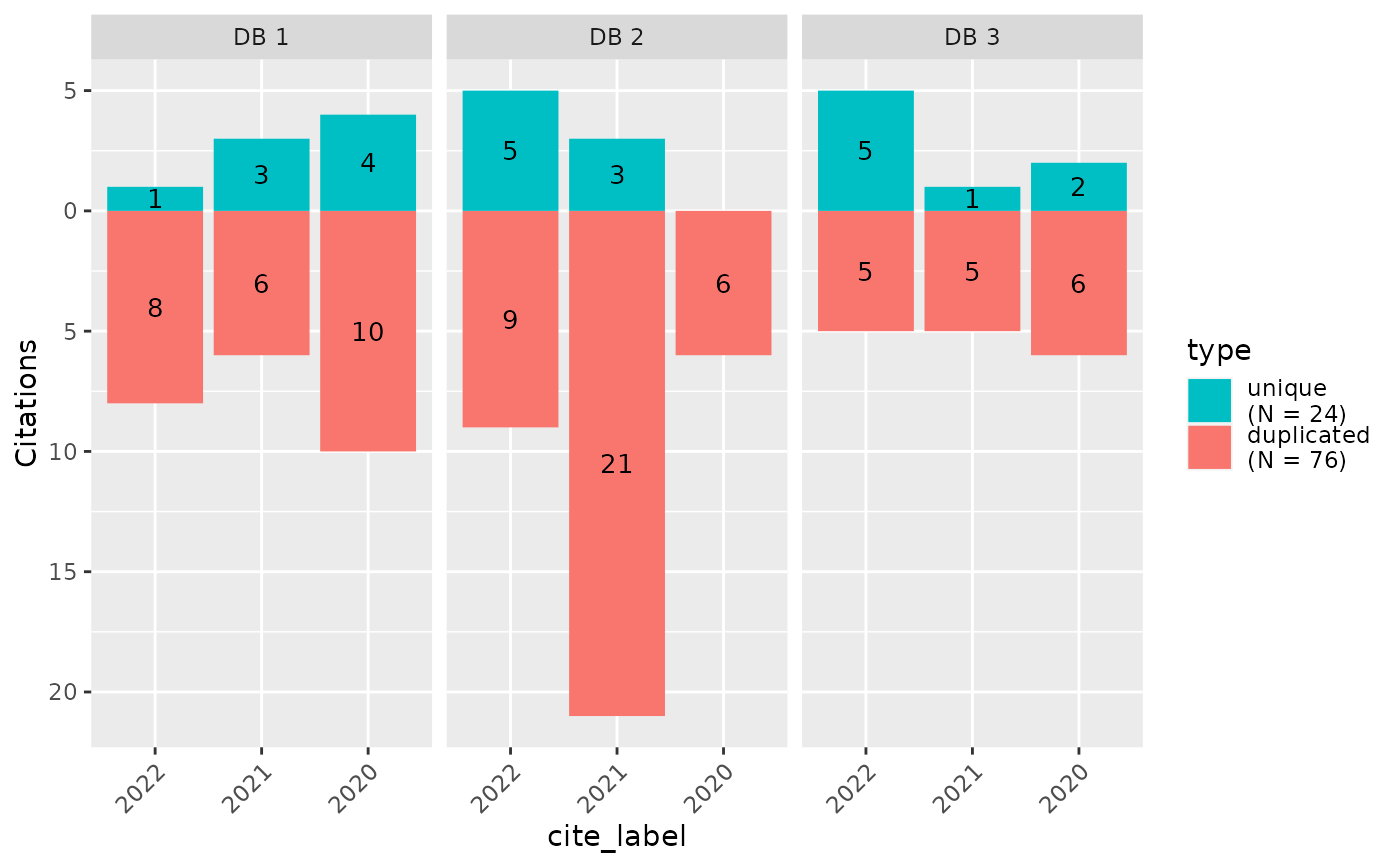 DB 1 DB 2 DB 3
5
0
5
10
15
20
Citations
1 3 4
8 6 10
5 3
9 21 6
5 1 2
5 5 6
2022 2021 2020 2022 2021 2020 2022 2021 2020
cite_label
type
unique
(N = 24)
duplicated
(N = 76)